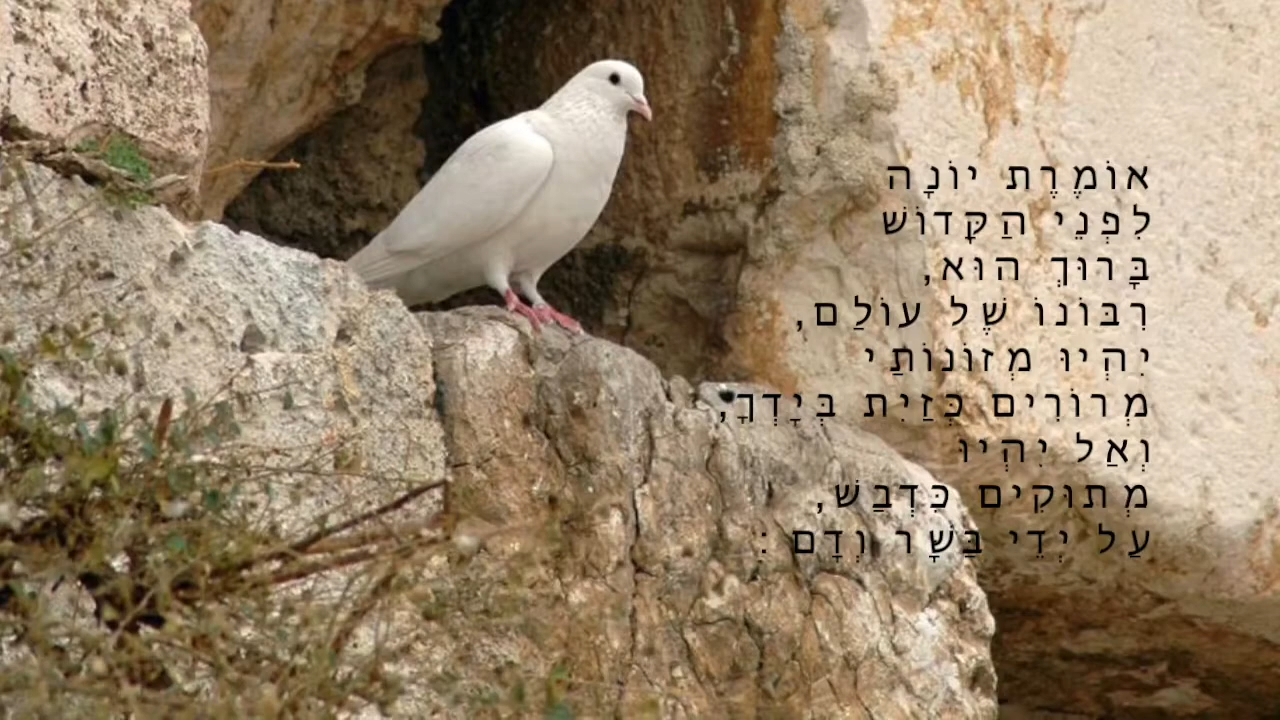 אוֹמֶרֶת יוֹנָה
לִפְנֵי הַקָּדוֹשׁ
בָּרוּךְ הוּא,
רִבּוֹנוֹ שֶׁל עוֹלַם,
יִהְיוּ מְזוֹנוֹתַי
מְרוֹרִים כְּזַיִת בְּיָדְךָ,
וְאַל יִהְיוּ
מְתוּקִים כִּדְבַשׁ,
עַל יְדֵי בַּשָׁר וְדָם :